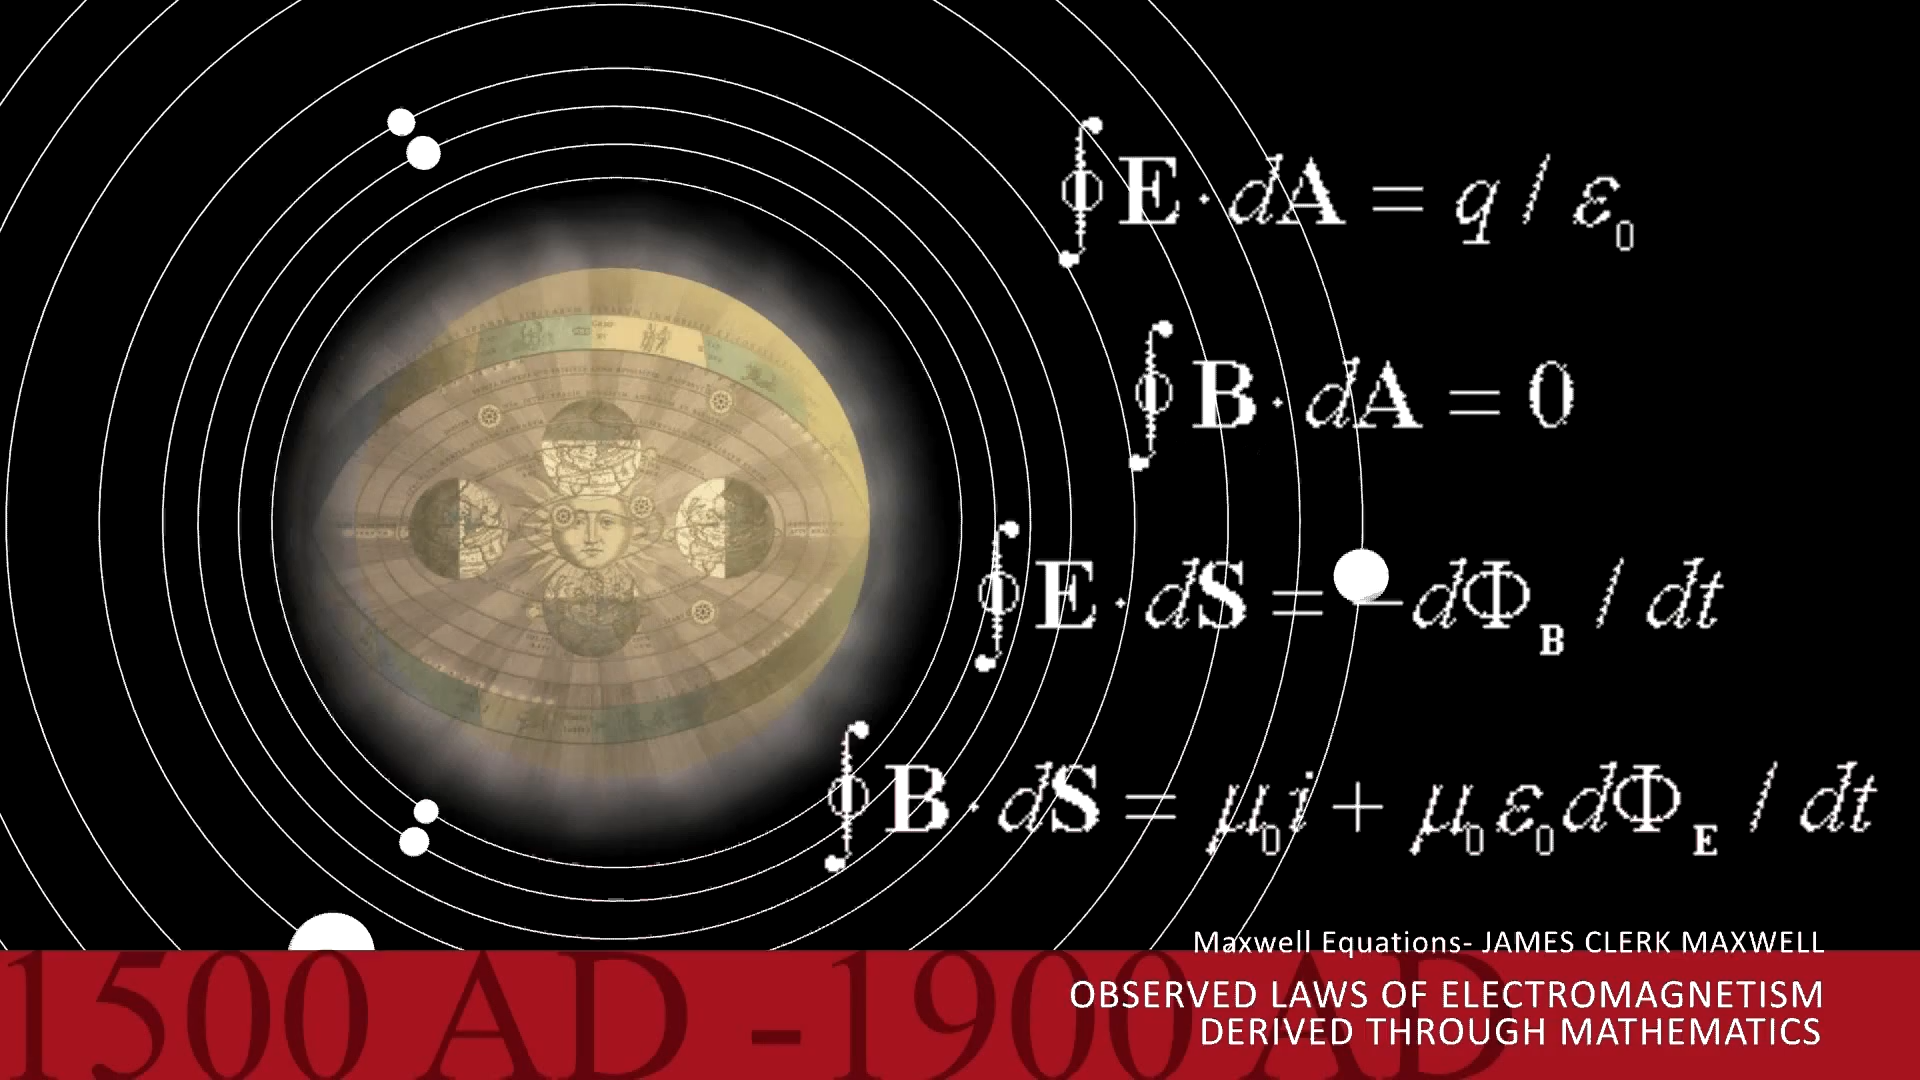 ∮ E · dA = q / ε₀
∮ B · dA = 0
∮ E · dS = −dΦ_B / dt
∮ B · dS = μ₀i + μ₀ε₀dΦ_E / dt
Maxwell Equations- JAMES CLERK MAXWELL
OBSERVED LAWS OF ELECTROMAGNETISM
DERIVED THROUGH MATHEMATICS
1500 AD -1900 AD